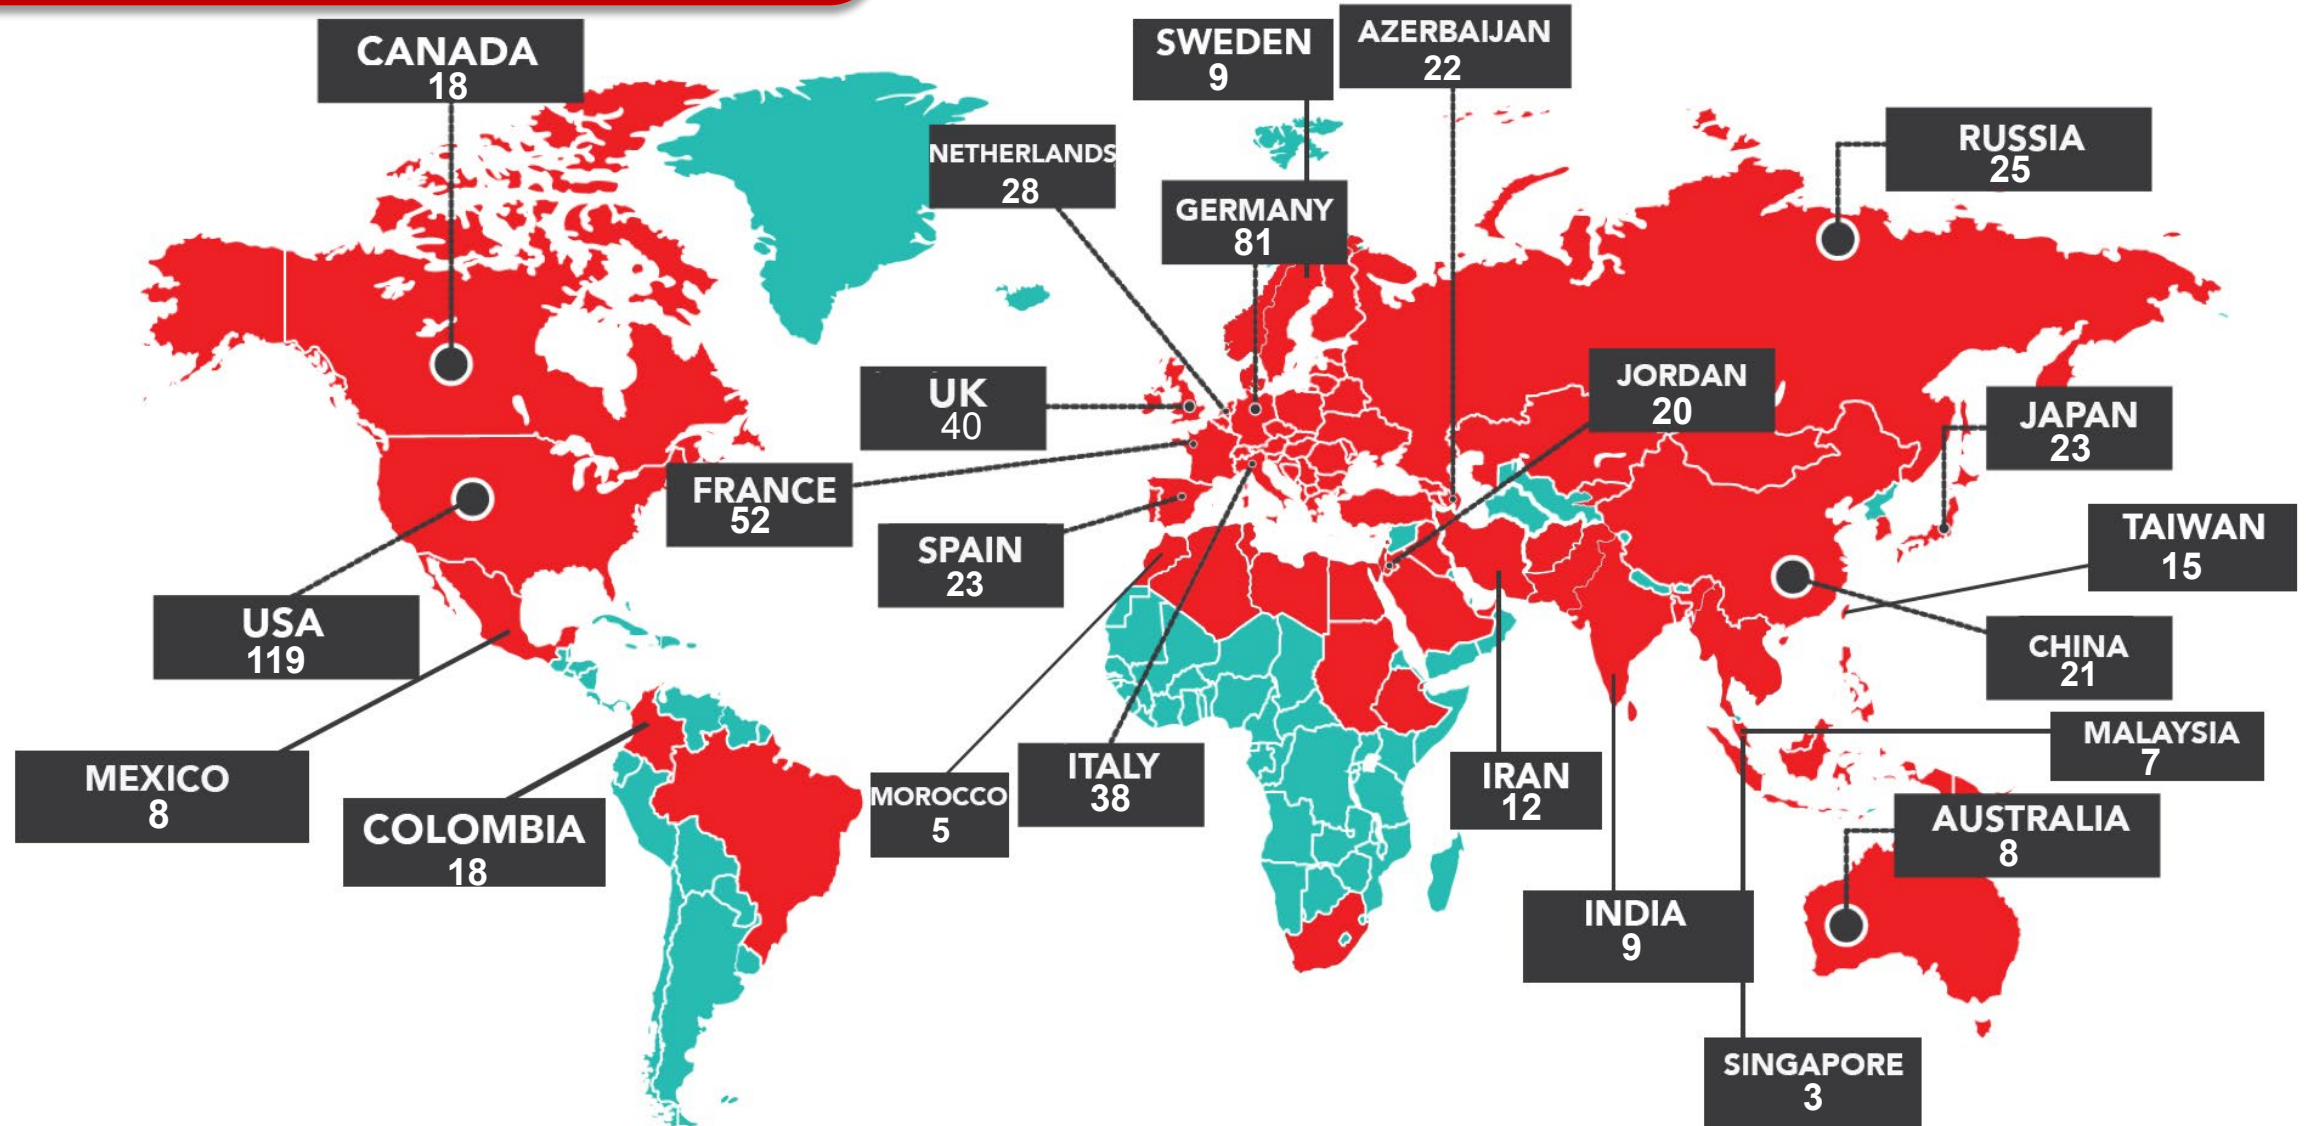 CANADA
18
SWEDEN
9
AZERBAIJAN
22
NETHERLANDS
28
RUSSIA
25
GERMANY
81
UK
40
JORDAN
20
JAPAN
23
FRANCE
52
SPAIN
23
TAIWAN
15
USA
119
CHINA
21
MEXICO
8
COLOMBIA
18
MOROCCO
5
ITALY
38
IRAN
12
MALAYSIA
7
AUSTRALIA
8
INDIA
9
SINGAPORE
3